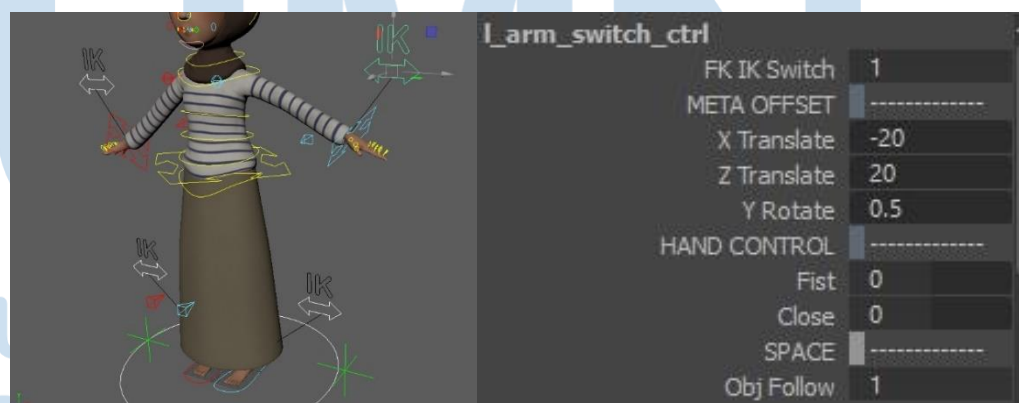 IK
IK
IK
IK
l_arm_switch_ctrl
FK IK Switch 1
META OFFSET -------------
X Translate -20
Z Translate 20
Y Rotate 0.5
HAND CONTROL -------------
Fist 0
Close 0
SPACE -------------
Obj Follow 1